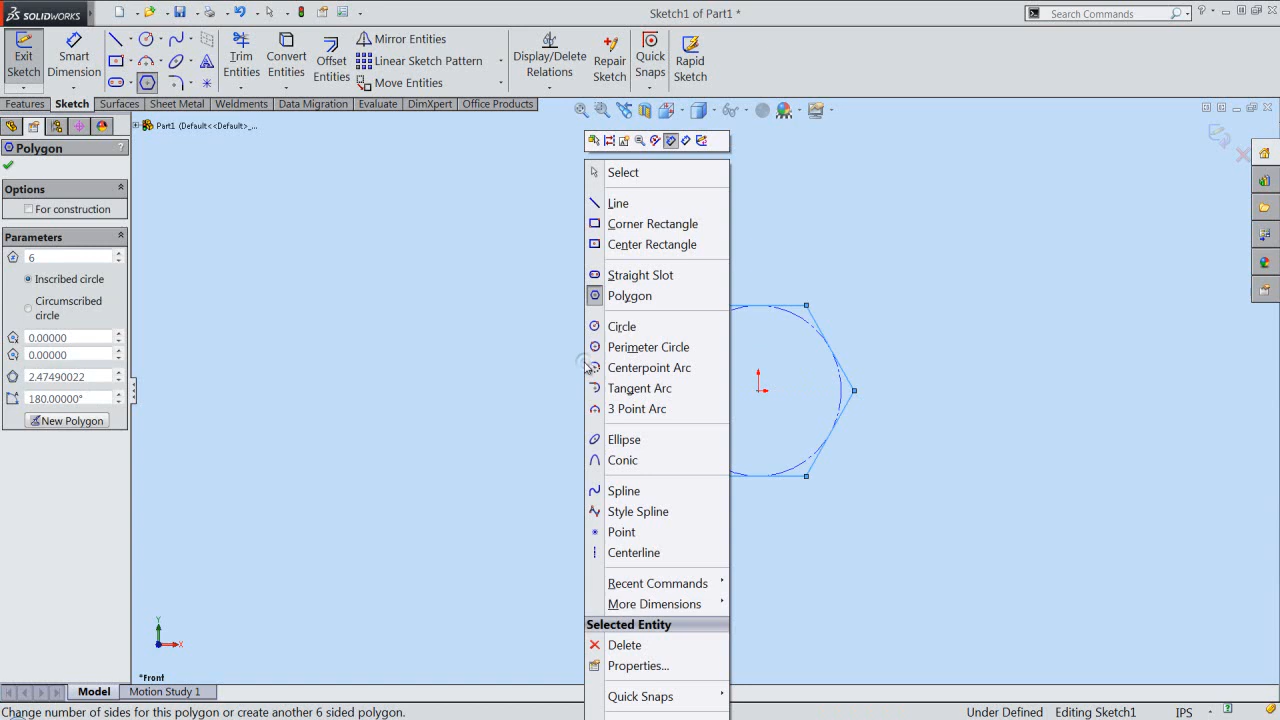 SOLIDWORKS
Sketch1 of Part1 *
Search Commands
Exit Sketch
Smart Dimension
Trim Entities
Convert Entities
Offset Entities
Mirror Entities
Linear Sketch Pattern
Move Entities
Display/Delete Relations
Repair Sketch
Quick Snaps
Rapid Sketch
Features
Sketch
Surfaces
Sheet Metal
Weldments
Data Migration
Evaluate
DimXpert
Office Products
Part1 (Default<<Default>_...
Polygon
?
Options
For construction
Parameters
6
Inscribed circle
Circumscribed
circle
0.00000
0.00000
2.47490022
180.00000°
New Polygon
Select
Line
Corner Rectangle
Center Rectangle
Straight Slot
Polygon
Circle
Perimeter Circle
Centerpoint Arc
Tangent Arc
3 Point Arc
Ellipse
Conic
Spline
Style Spline
Point
Centerline
Recent Commands
More Dimensions
Selected Entity
Delete
Properties...
Quick Snaps
Y
X
*Front
Model
Motion Study 1
Change number of sides for this polygon or create another 6 sided polygon.
Under Defined
Editing Sketch1
IPS